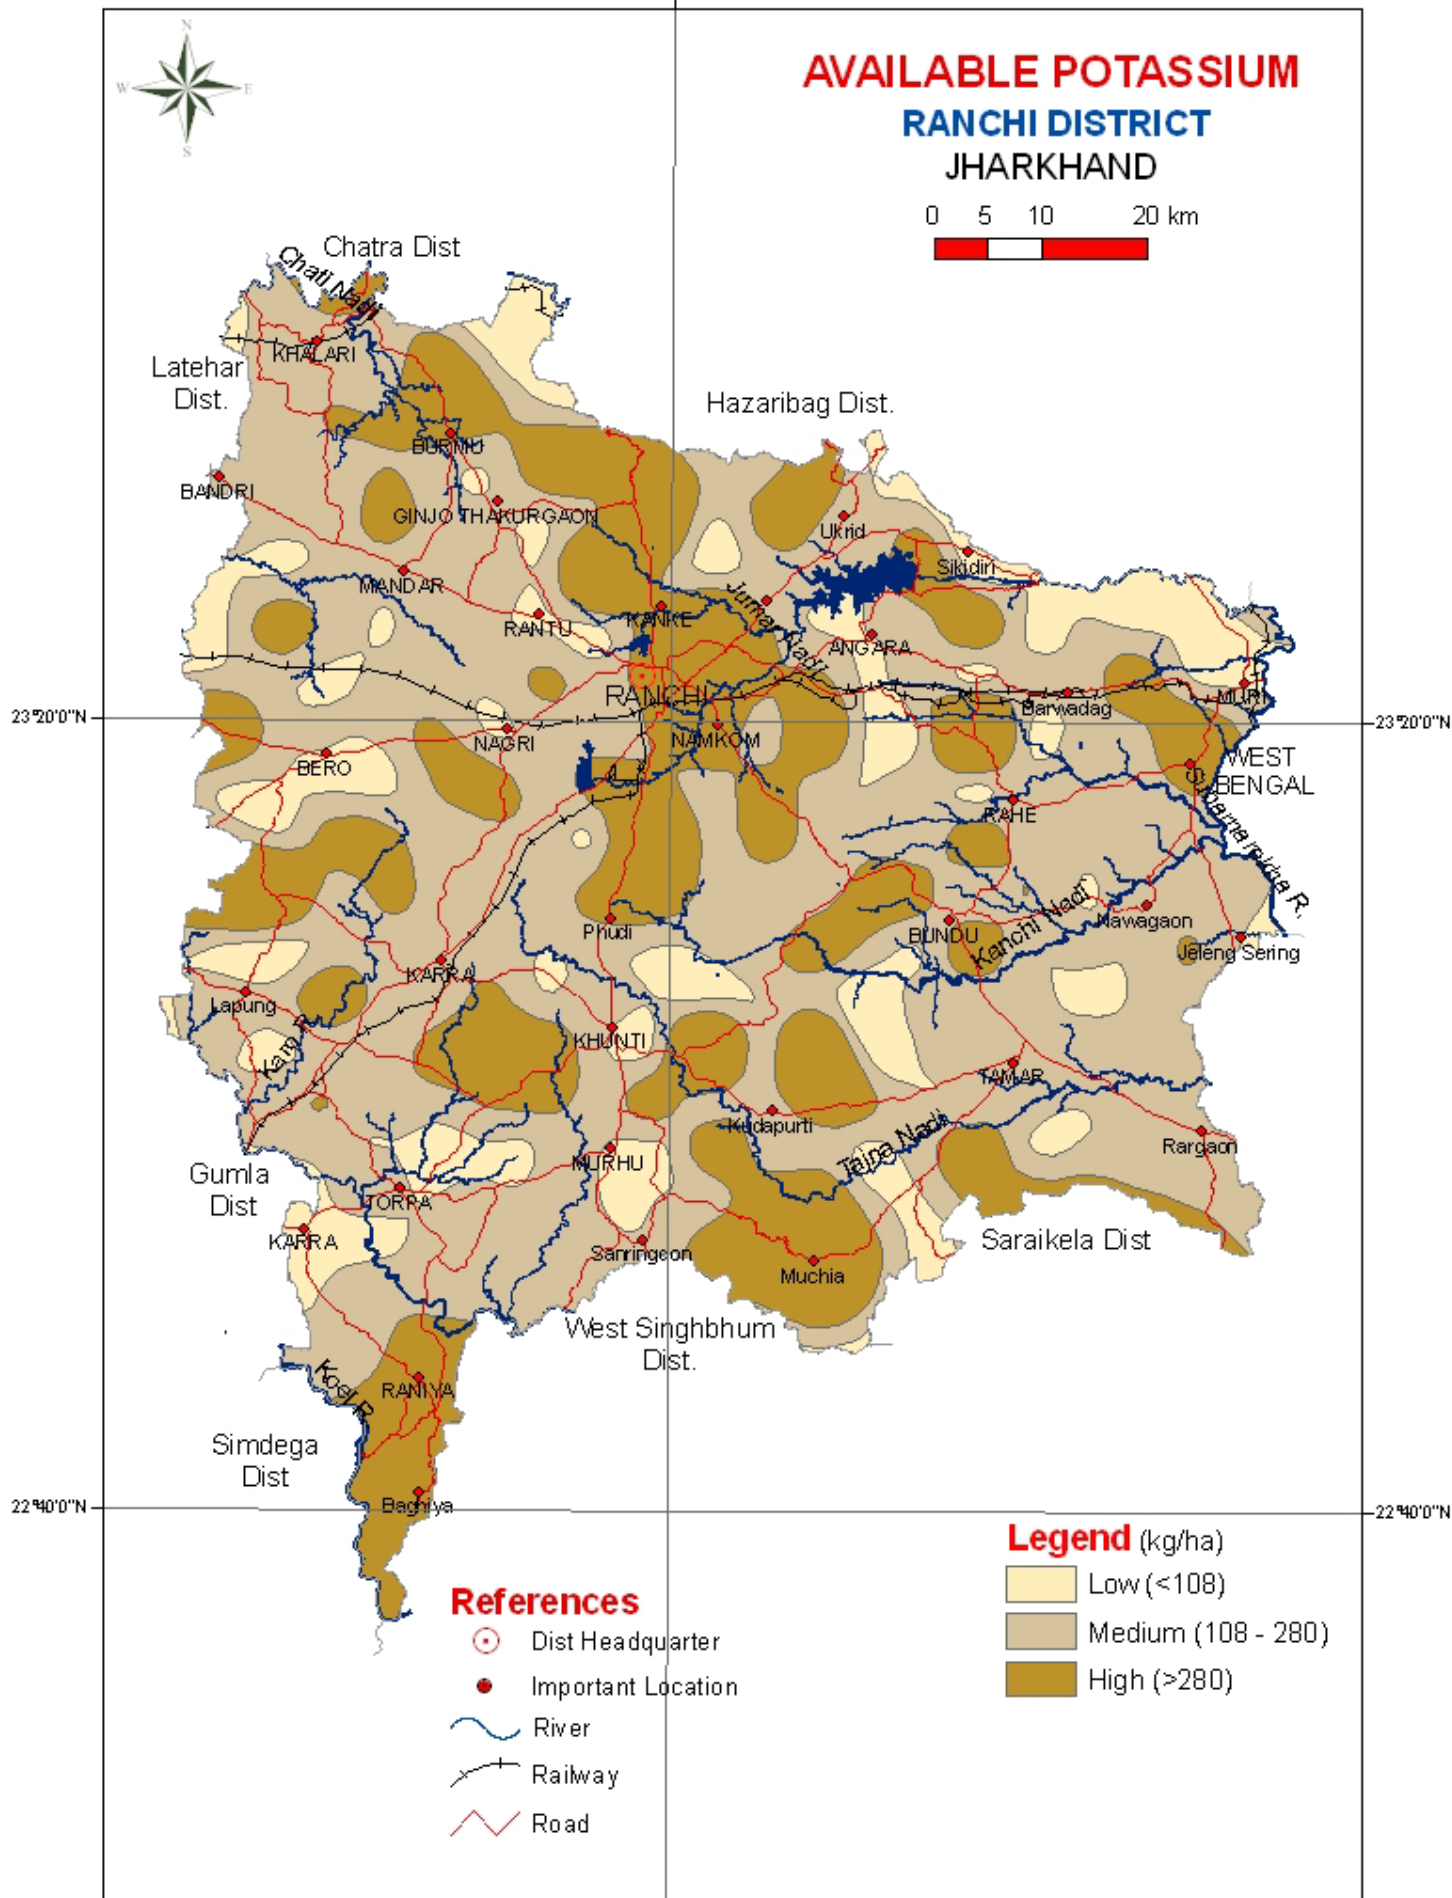 N
W
E
S
AVAILABLE POTASSIUM
RANCHI DISTRICT
JHARKHAND
0 5 10 20 km
Chatra Dist
Chati Nadi
KHALARI
Latehar
Dist.
Hazaribag Dist.
BURMU
BANDRI
GINJO THAKURGAON
Ukrid
Sikidiri
MANDAR
Jumar Nadi
RANTU
KANKE
ANGARA
RANCHI
Barwadag
MURI
23°20'0"N
23°20'0"N
NAGRI
NAMKOM
BERO
WEST
BENGAL
RAHE
Subarnarekha R.
Phudi
BUNDU
Kanchi Nadi
Nawagaon
Jeleng Sering
KARRA
Lapung
Karo R
KHUNTI
TAMAR
Kudapurti
Tajna Nadi
Rargaon
MURHU
Gumla
Dist
TORPA
KARRA
Sanringeon
Saraikela Dist
Muchia
West Singhbhum
Dist.
Koel R
RANIYA
Simdega
Dist
Baghiya
22°40'0"N
22°40'0"N
Legend (kg/ha)
Low (<108)
Medium (108 - 280)
High (>280)
References
Dist Headquarter
Important Location
River
Railway
Road